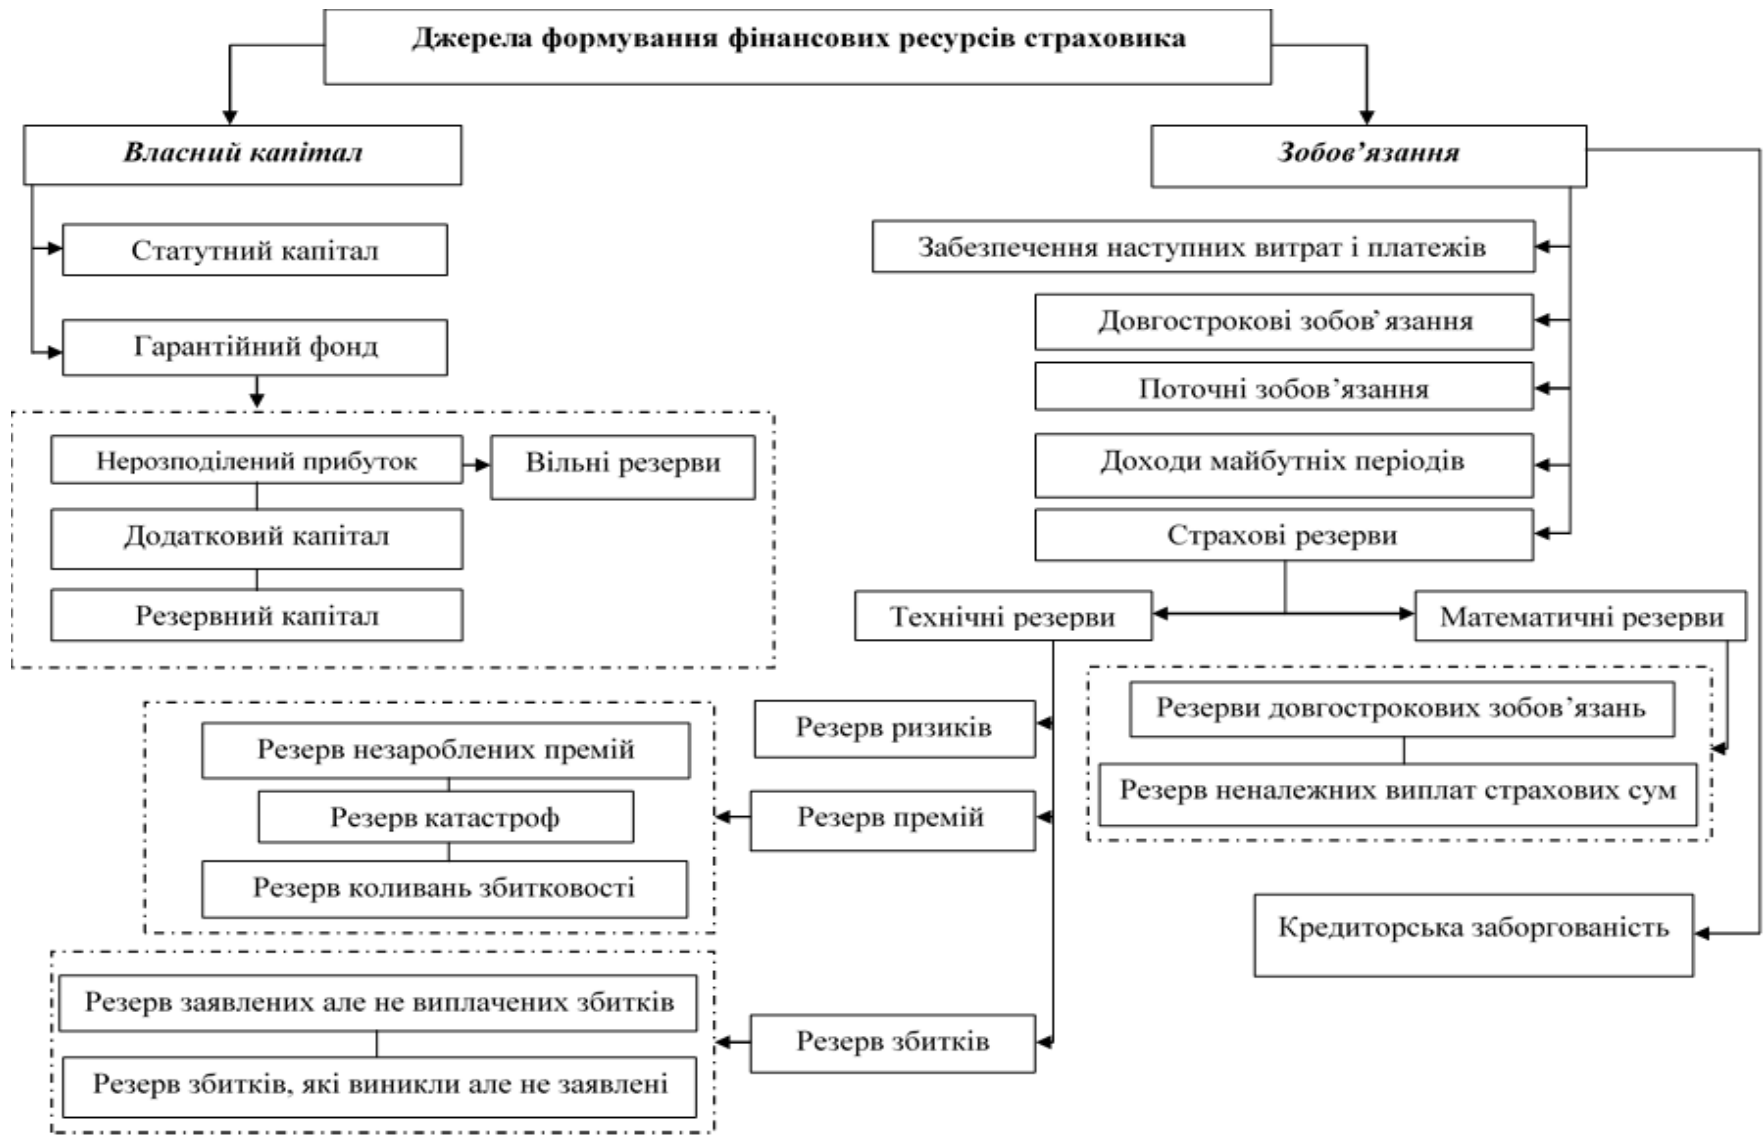 Джерела формування фінансових ресурсів страховика
Власний капітал
Зобов’язання
Статутний капітал
Забезпечення наступних витрат і платежів
Гарантійний фонд
Довгострокові зобов’язання
Поточні зобов’язання
Нерозподілений прибуток
Вільні резерви
Доходи майбутніх періодів
Додатковий капітал
Страхові резерви
Резервний капітал
Технічні резерви
Математичні резерви
Резерви довгострокових зобов’язань
Резерв неналежних виплат страхових сум
Резерв ризиків
Резерв незароблених премій
Резерв катастроф
Резерв премій
Резерв коливань збитковості
Кредиторська заборгованість
Резерв заявлених але не виплачених збитків
Резерв збитків
Резерв збитків, які виникли але не заявлені